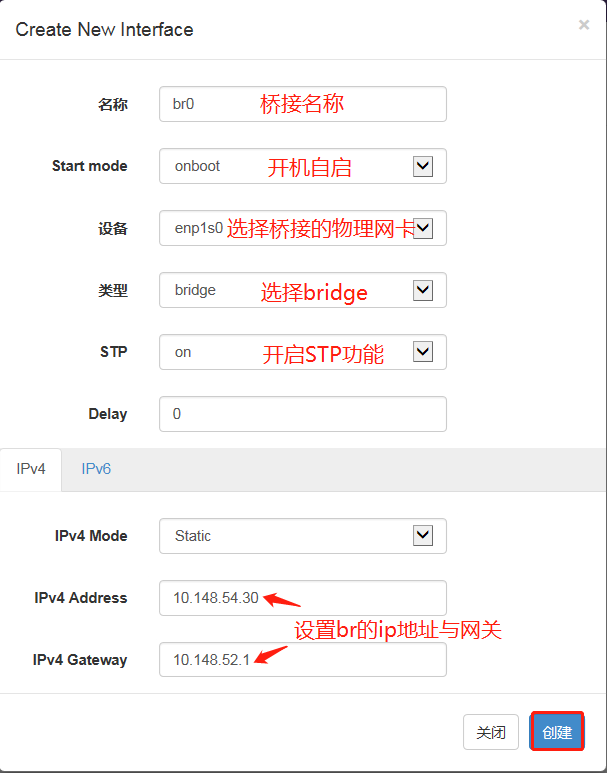 Create New Interface ×
名称 br0 桥接名称
Start mode onboot 开机自启
设备 enp1s0 选择桥接的物理网卡
类型 bridge 选择bridge
STP on 开启STP功能
Delay 0
IPv4 IPv6
IPv4 Mode Static
IPv4 Address 10.148.54.30
设置br的ip地址与网关
IPv4 Gateway 10.148.52.1
关闭 创建